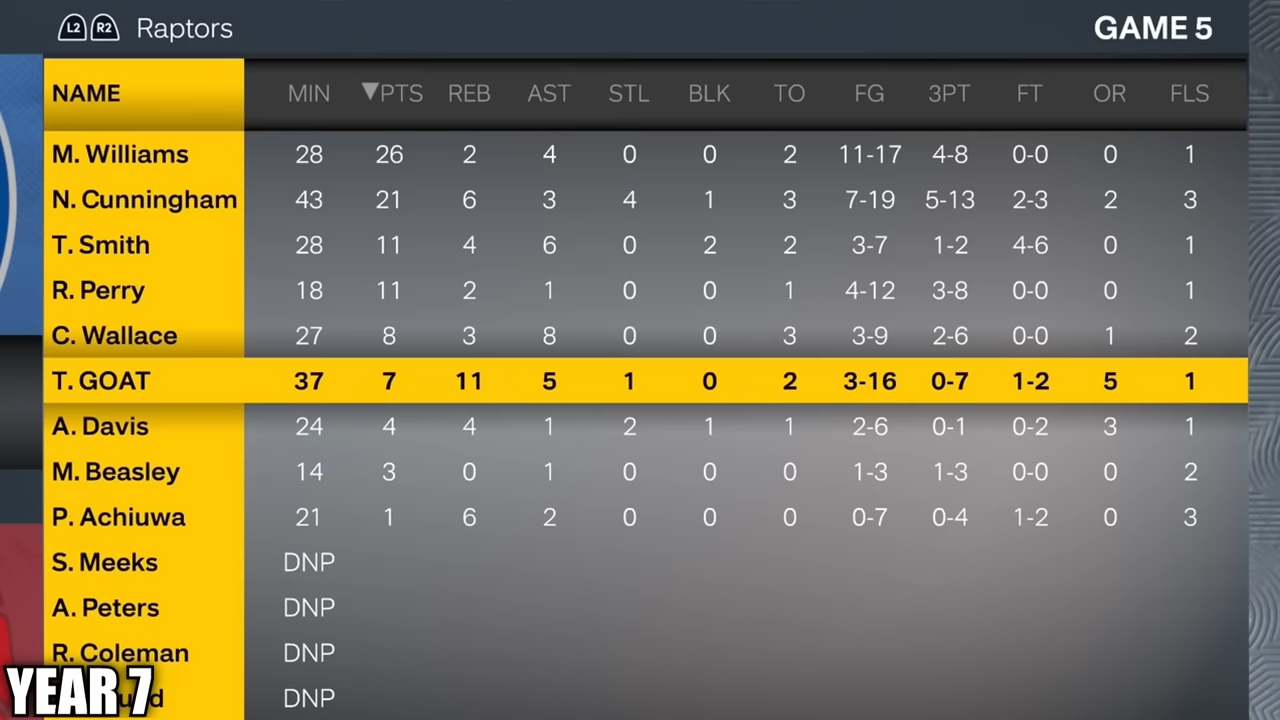 L2 R2 Raptors GAME 5
NAME MIN ▼PTS REB AST STL BLK TO FG 3PT FT OR FLS
M. Williams 28 26 2 4 0 0 2 11-17 4-8 0-0 0 1
N. Cunningham 43 21 6 3 4 1 3 7-19 5-13 2-3 2 3
T. Smith 28 11 4 6 0 2 2 3-7 1-2 4-6 0 1
R. Perry 18 11 2 1 0 0 1 4-12 3-8 0-0 0 1
C. Wallace 27 8 3 8 0 0 3 3-9 2-6 0-0 1 2
T. GOAT 37 7 11 5 1 0 2 3-16 0-7 1-2 5 1
A. Davis 24 4 4 1 2 1 1 2-6 0-1 0-2 3 1
M. Beasley 14 3 0 1 0 0 0 1-3 1-3 0-0 0 2
P. Achiuwa 21 1 6 2 0 0 0 0-7 0-4 1-2 0 3
S. Meeks DNP
A. Peters DNP
R. Coleman DNP
DNP
YEAR 7